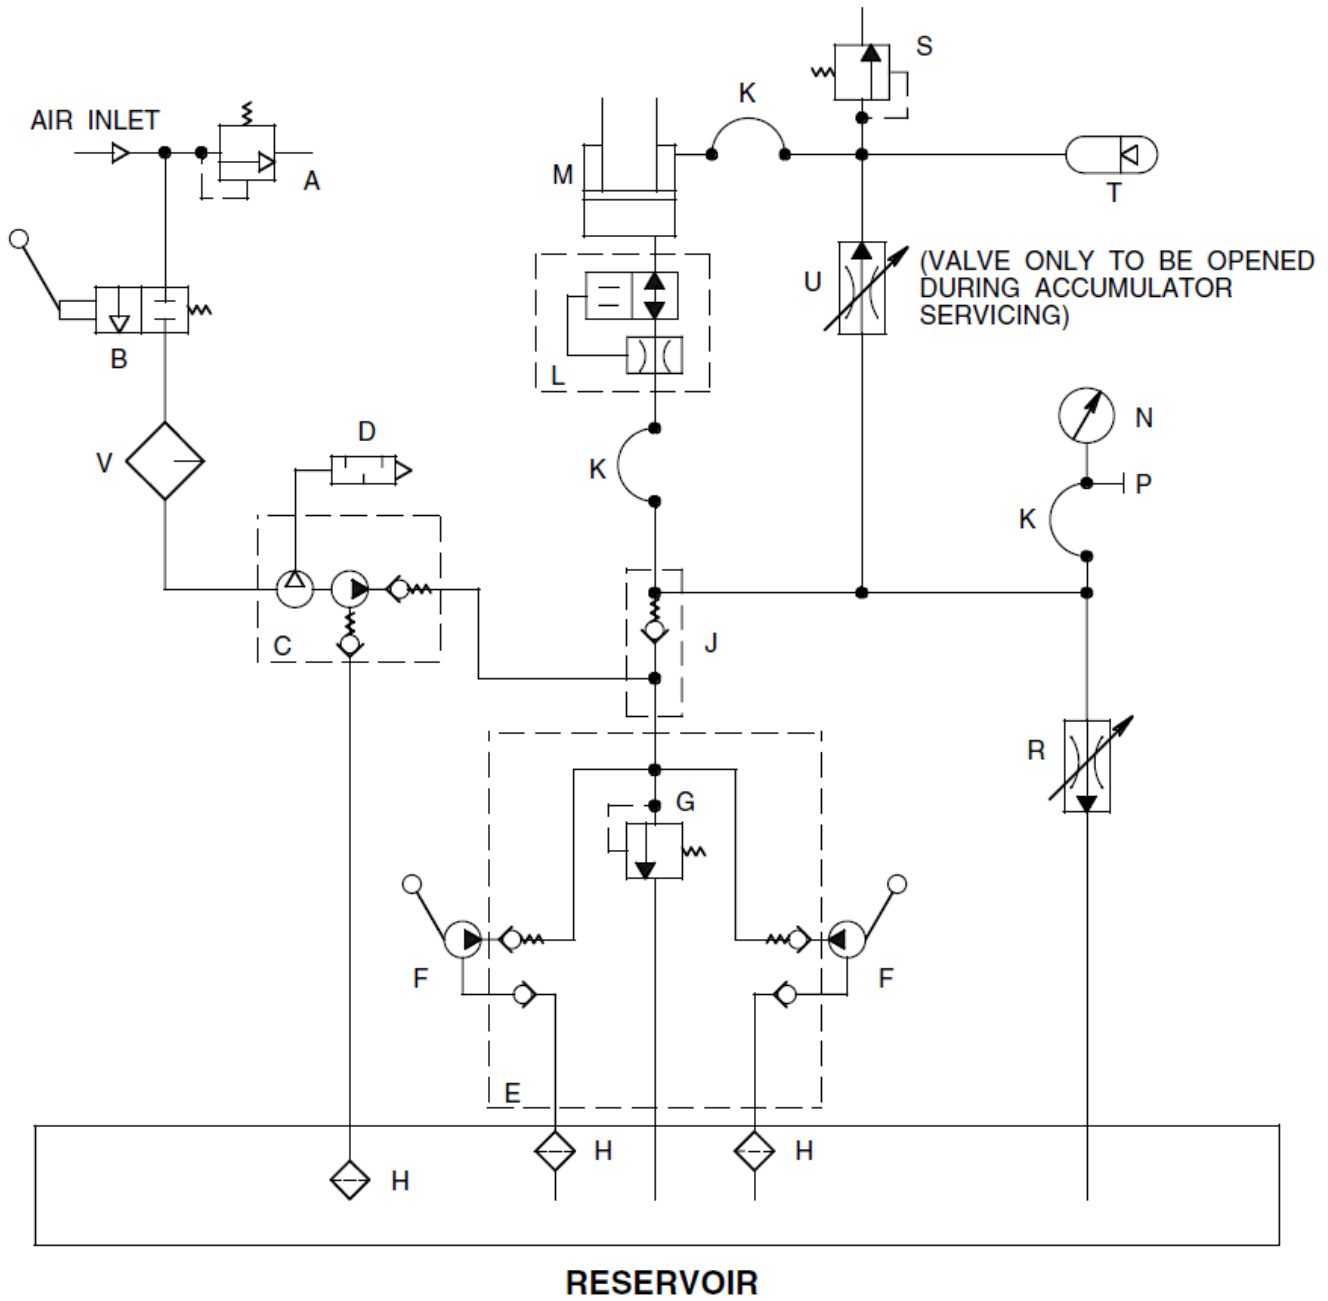 S
K
AIR INLET
A
M
T
U
(VALVE ONLY TO BE OPENED
DURING ACCUMULATOR
SERVICING)
B
L
N
D
V
K
P
K
C
J
R
G
F
F
E
H
H
H
RESERVOIR